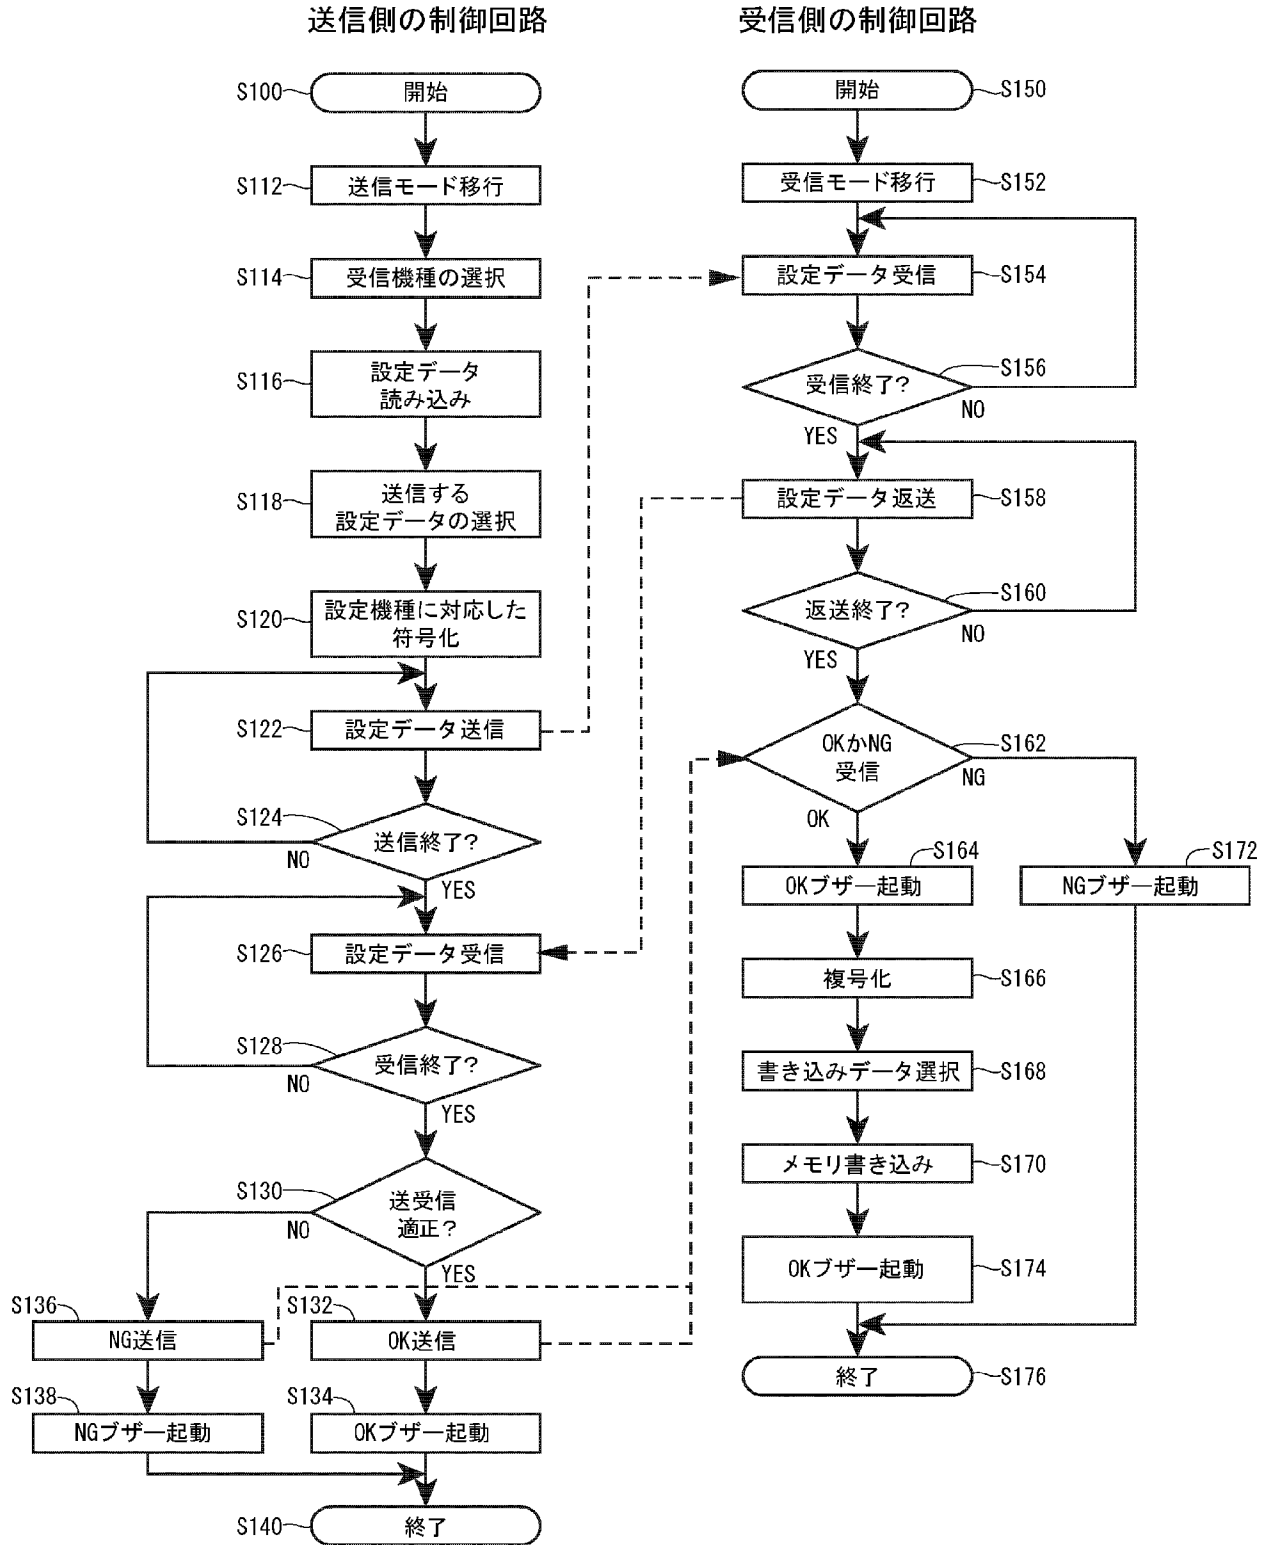 送信側の制御回路
S100
開始
S112
送信モード移行
S114
受信機種の選択
S116
設定データ
読み込み
S118
送信する
設定データの選択
S120
設定機種に対応した
符号化
S122
設定データ送信
S124
送信終了?
NO
YES
S126
設定データ受信
S128
受信終了?
NO
YES
S130
送受信
適正?
NO
YES
S136
NG送信
S132
OK送信
S138
NGブザー起動
S134
OKブザー起動
S140
終了
受信側の制御回路
開始
S150
受信モード移行
S152
設定データ受信
S154
受信終了?
S156
NO
YES
設定データ返送
S158
返送終了?
S160
NO
YES
OKかNG
受信
S162
NG
OK
S164
OKブザー起動
S172
NGブザー起動
複号化
S166
書き込みデータ選択
S168
メモリ書き込み
S170
OKブザー起動
S174
終了
S176